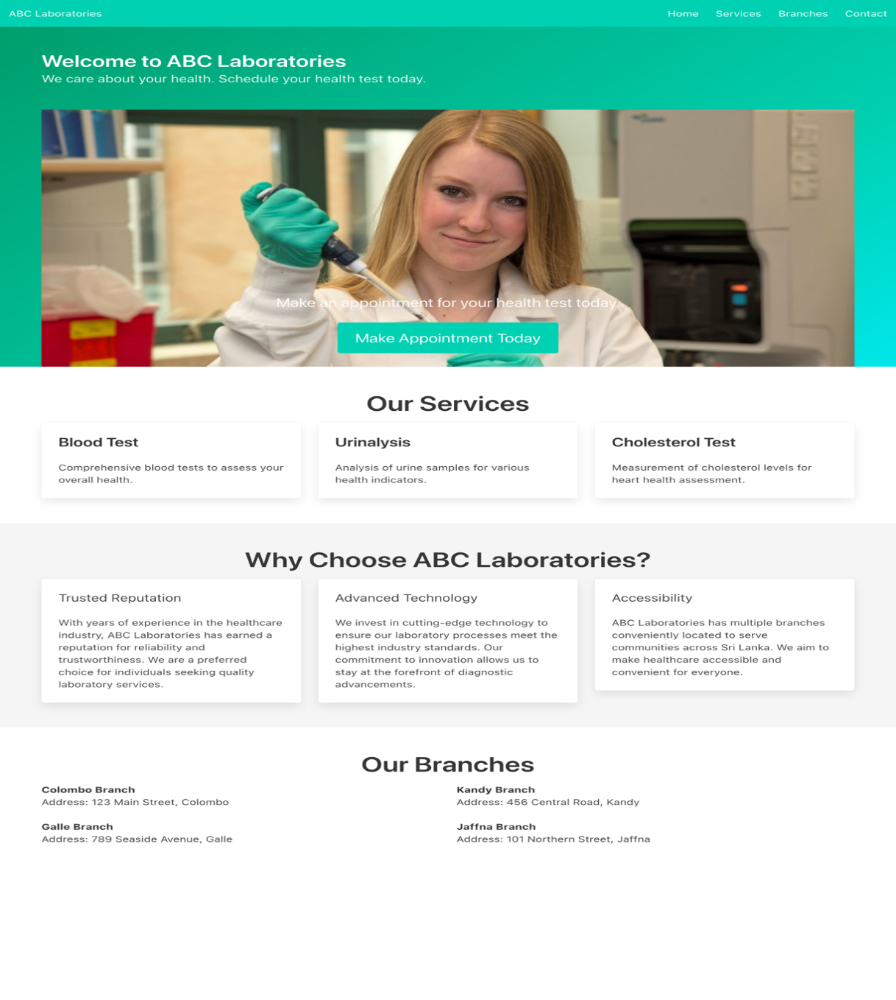 ABC Laboratories
Home Services Branches Contact
Welcome to ABC Laboratories
We care about your health. Schedule your health test today.
Make an appointment for your health test today.
Make Appointment Today
Our Services
Blood Test
Comprehensive blood tests to assess your
overall health.
Urinalysis
Analysis of urine samples for various
health indicators.
Cholesterol Test
Measurement of cholesterol levels for
heart health assessment.
Why Choose ABC Laboratories?
Trusted Reputation
With years of experience in the healthcare
industry, ABC Laboratories has earned a
reputation for reliability and
trustworthiness. We are a preferred
choice for individuals seeking quality
laboratory services.
Advanced Technology
We invest in cutting-edge technology to
ensure our laboratory processes meet the
highest industry standards. Our
commitment to innovation allows us to
stay at the forefront of diagnostic
advancements.
Accessibility
ABC Laboratories has multiple branches
conveniently located to serve
communities across Sri Lanka. We aim to
make healthcare accessible and
convenient for everyone.
Our Branches
Colombo Branch
Address: 123 Main Street, Colombo
Kandy Branch
Address: 456 Central Road, Kandy
Galle Branch
Address: 789 Seaside Avenue, Galle
Jaffna Branch
Address: 101 Northern Street, Jaffna